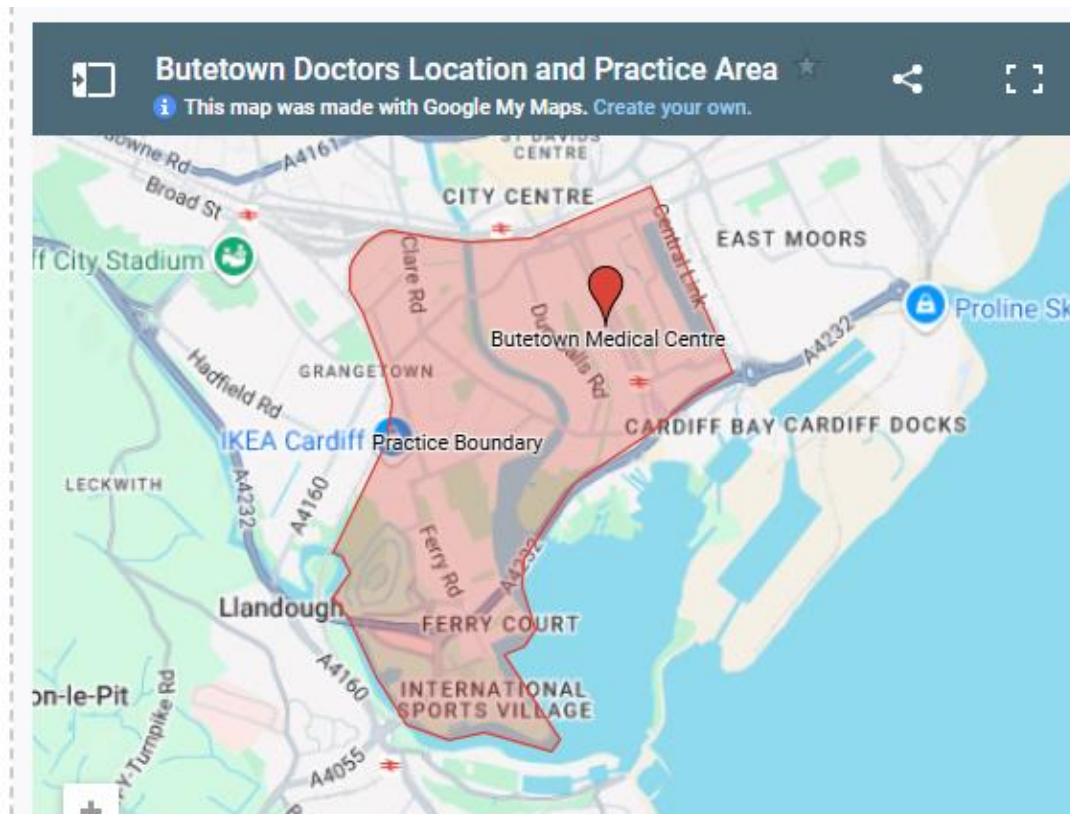 Butetown Doctors Location and Practice Area
This map was made with Google My Maps. Create your own.
ST DAVIDS
CENTRE
A4161
Broad St
CITY CENTRE
Central Link
EAST MOORS
Clare Rd
City Stadium
Proline
Butetown Medical Centre
A4232
GRANGETOWN
Hadfield Rd
CARDIFF BAY
CARDIFF DOCKS
IKEA Cardiff
Practice Boundary
LECKWITH
A4232
A4160
Ferry Rd
A4232
Llandough
FERRY COURT
A4160
INTERNATIONAL
SPORTS VILLAGE
on-le-Pit
Turnpike Rd
A4055